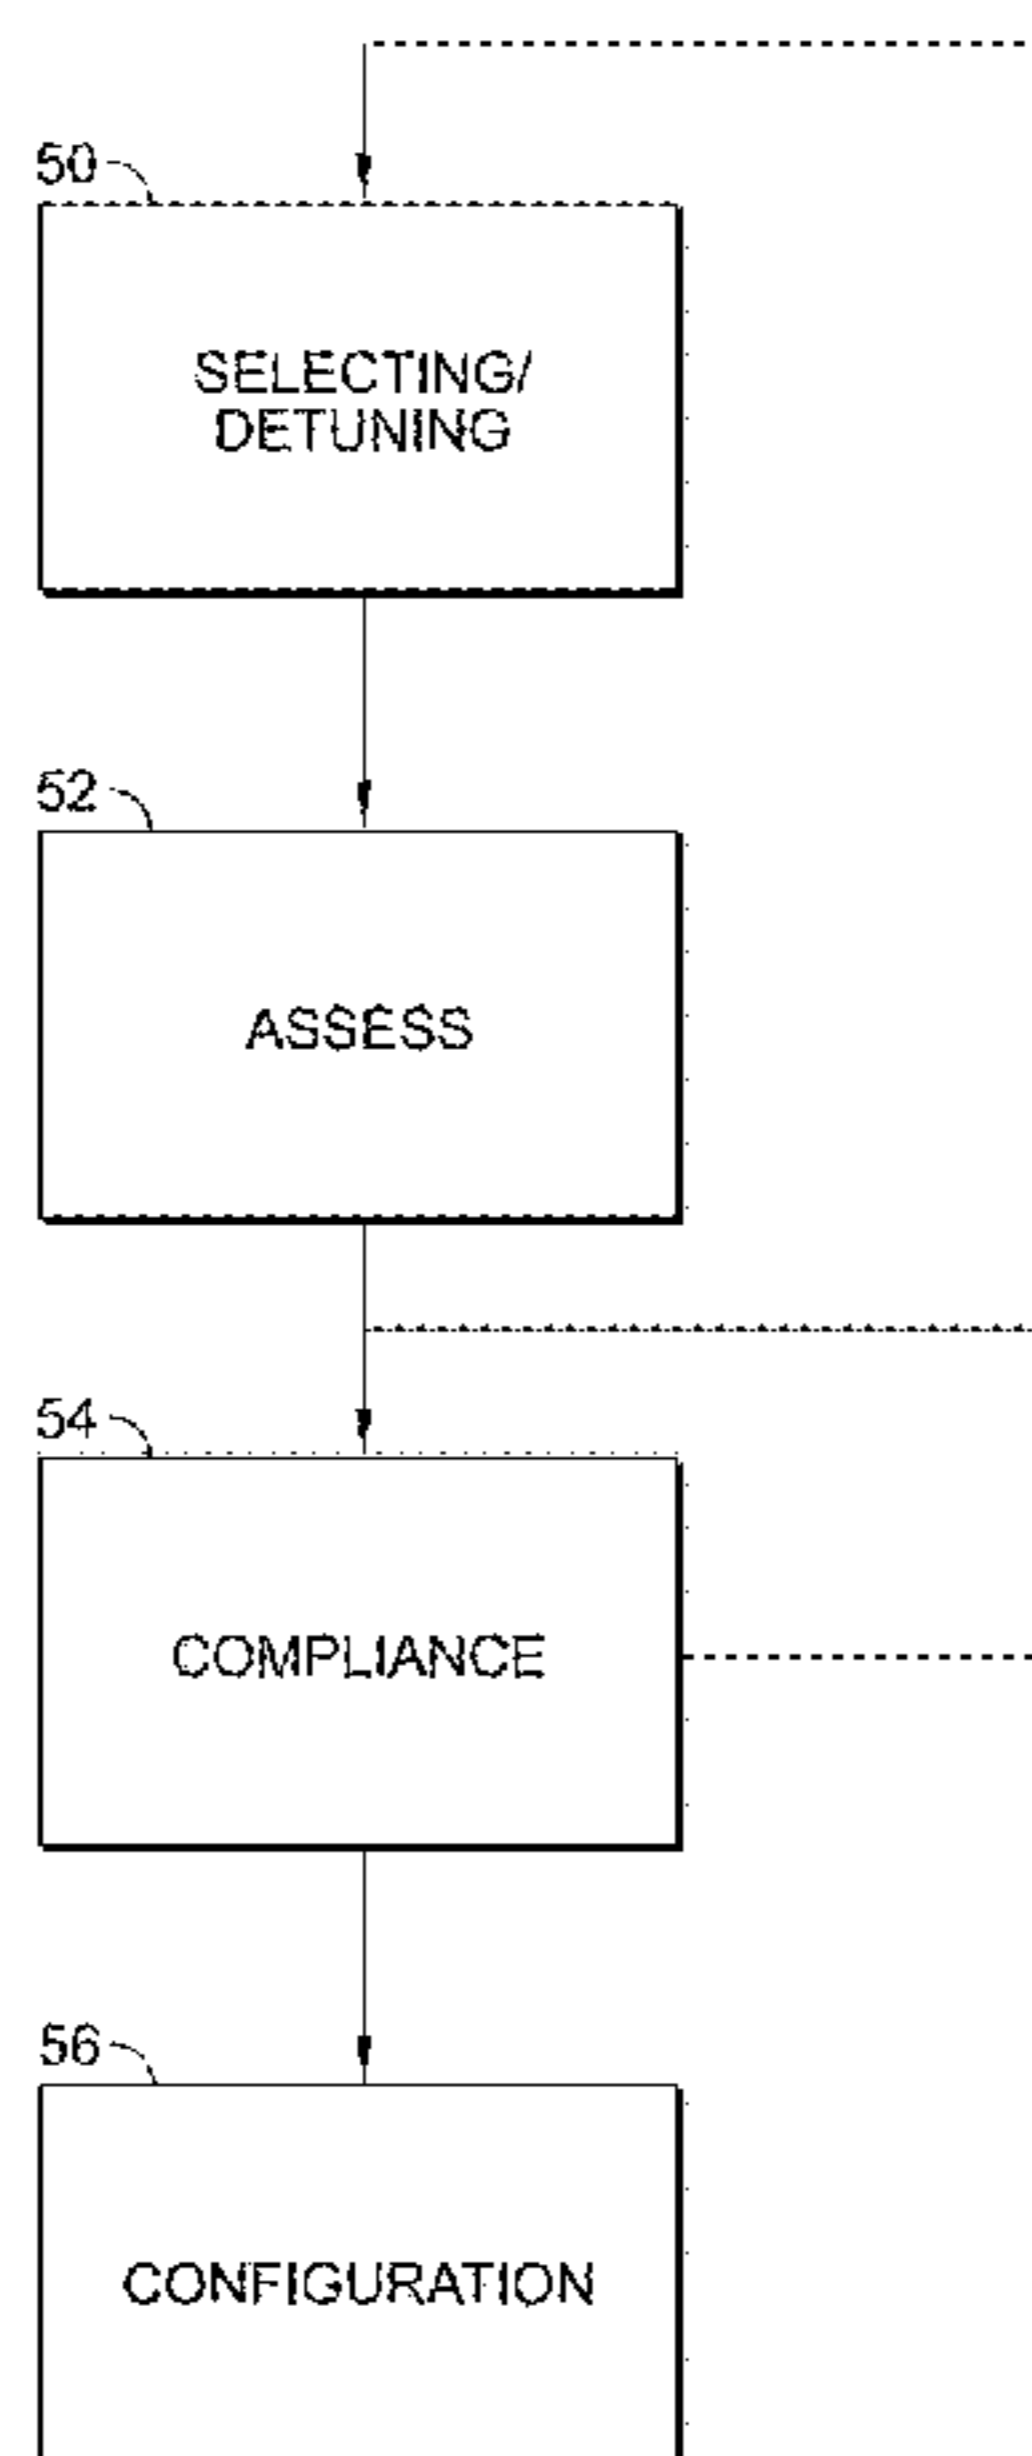 50
SELECTING/
DETUNING
52
ASSESS
54
COMPLIANCE
56
CONFIGURATION